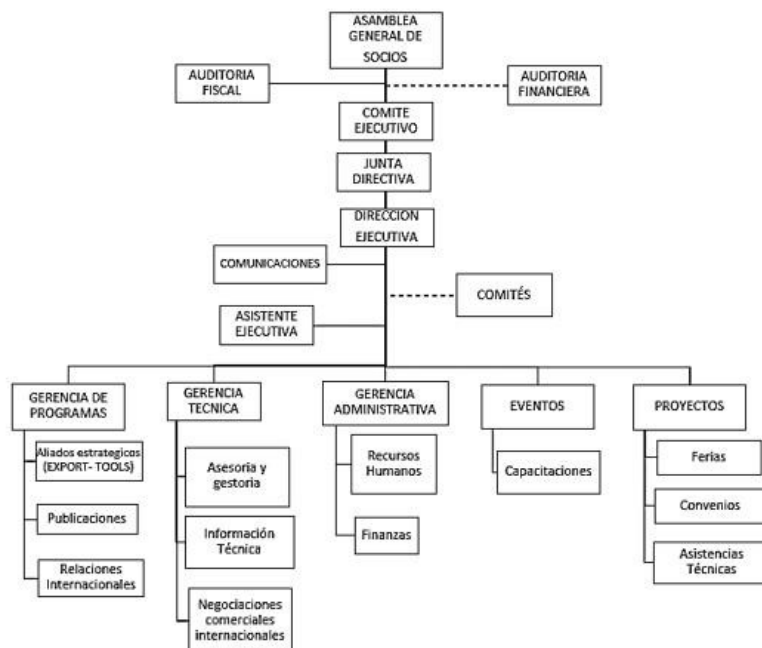 ASAMBLEA
GENERAL DE
SOCIOS
AUDITORIA
FISCAL
AUDITORIA
FINANCIERA
COMITE
EJECUTIVO
JUNTA
DIRECTIVA
DIRECCION
EJECUTIVA
COMUNICACIONES
COMITÉS
ASISTENTE
EJECUTIVA
GERENCIA DE
PROGRAMAS
Aliados estrategicos
(EXPORT- TOOLS)
Publicaciones
Relaciones
Internacionales
GERENCIA
TECNICA
Asesoria y
gestoria
Información
Técnica
Negociaciones
comerciales
internacionales
GERENCIA
ADMINISTRATIVA
Recursos
Humanos
Finanzas
EVENTOS
Capacitaciones
PROYECTOS
Ferias
Convenios
Asistencias
Técnicas